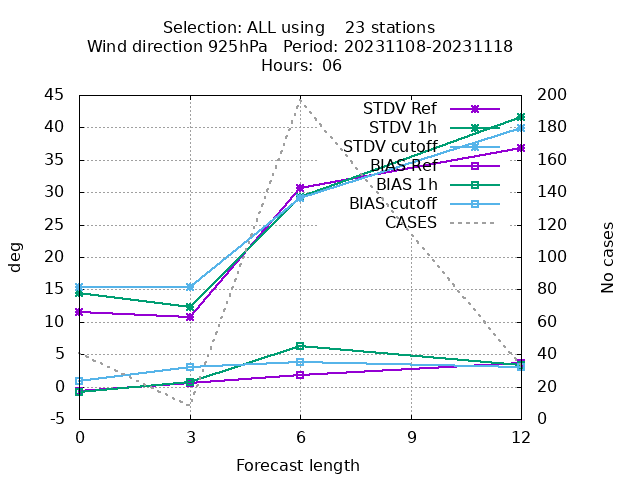 Selection: ALL using 23 stations
Wind direction 925hPa Period: 20231108-20231118
Hours: 06
45
40
35
30
25
20
15
10
5
0
-5
deg
STDV Ref
STDV 1h
STDV cutoff
BIAS Ref
BIAS 1h
BIAS cutoff
CASES
200
180
160
140
120
100
80
60
40
20
0
No cases
0 3 6 9 12
Forecast length